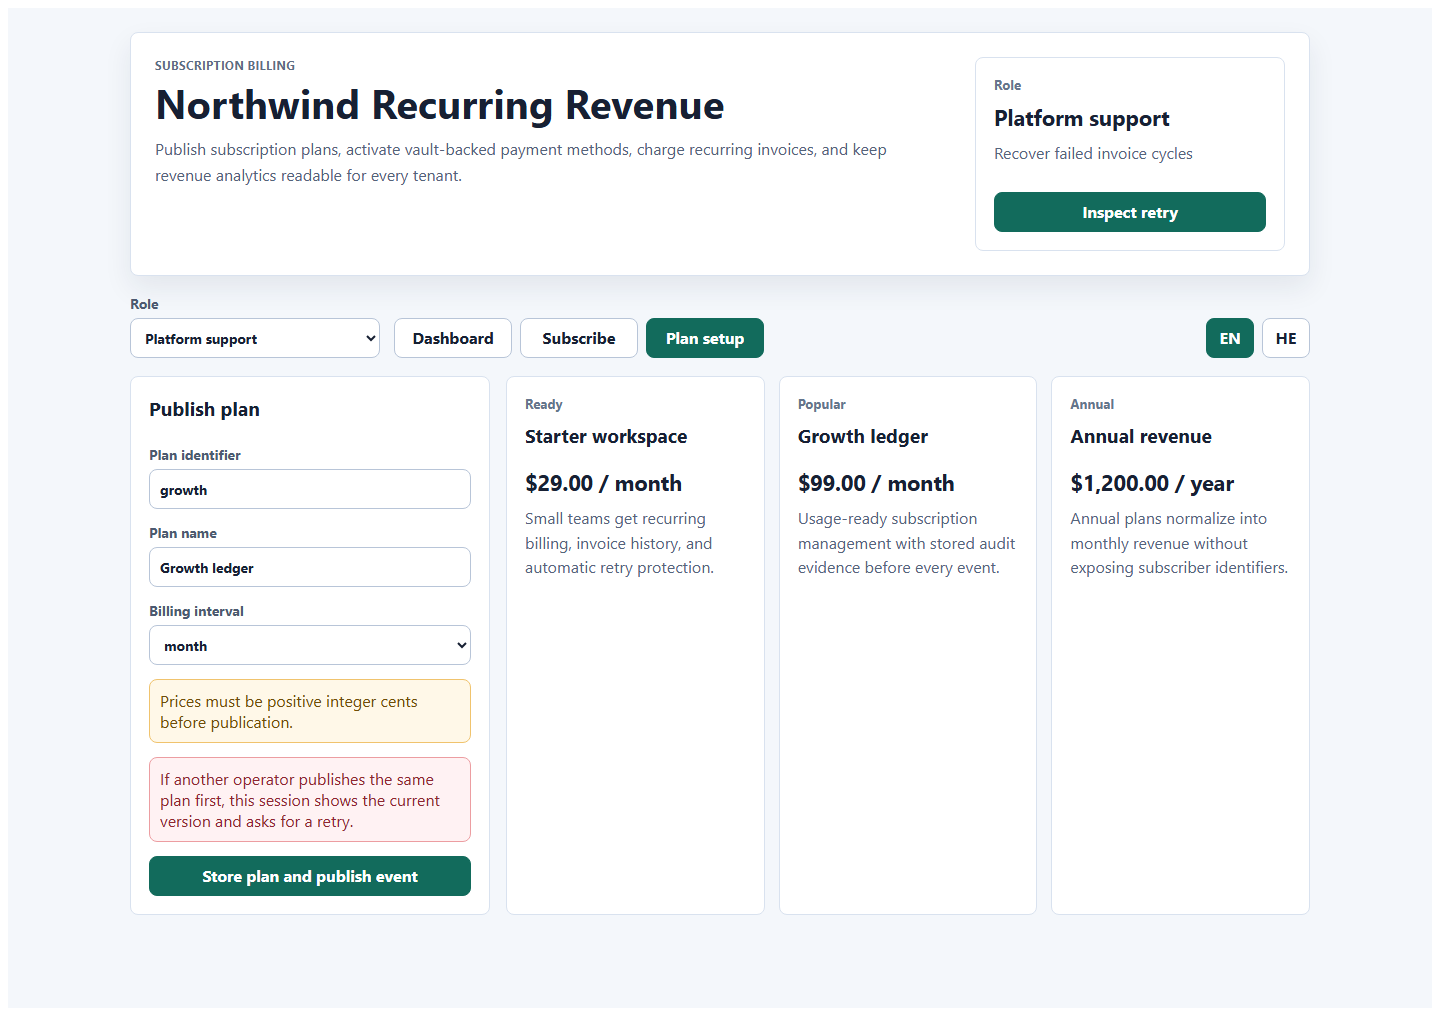 SUBSCRIPTION BILLING
Northwind Recurring Revenue
Publish subscription plans, activate vault-backed payment methods, charge recurring invoices, and keep
revenue analytics readable for every tenant.
Role
Platform support
Recover failed invoice cycles
Inspect retry
Role
Platform support
Dashboard
Subscribe
Plan setup
EN
HE
Publish plan
Plan identifier
growth
Plan name
Growth ledger
Billing interval
month
Prices must be positive integer cents
before publication.
If another operator publishes the same
plan first, this session shows the current
version and asks for a retry.
Store plan and publish event
Ready
Starter workspace
$29.00 / month
Small teams get recurring
billing, invoice history, and
automatic retry protection.
Popular
Growth ledger
$99.00 / month
Usage-ready subscription
management with stored audit
evidence before every event.
Annual
Annual revenue
$1,200.00 / year
Annual plans normalize into
monthly revenue without
exposing subscriber identifiers.